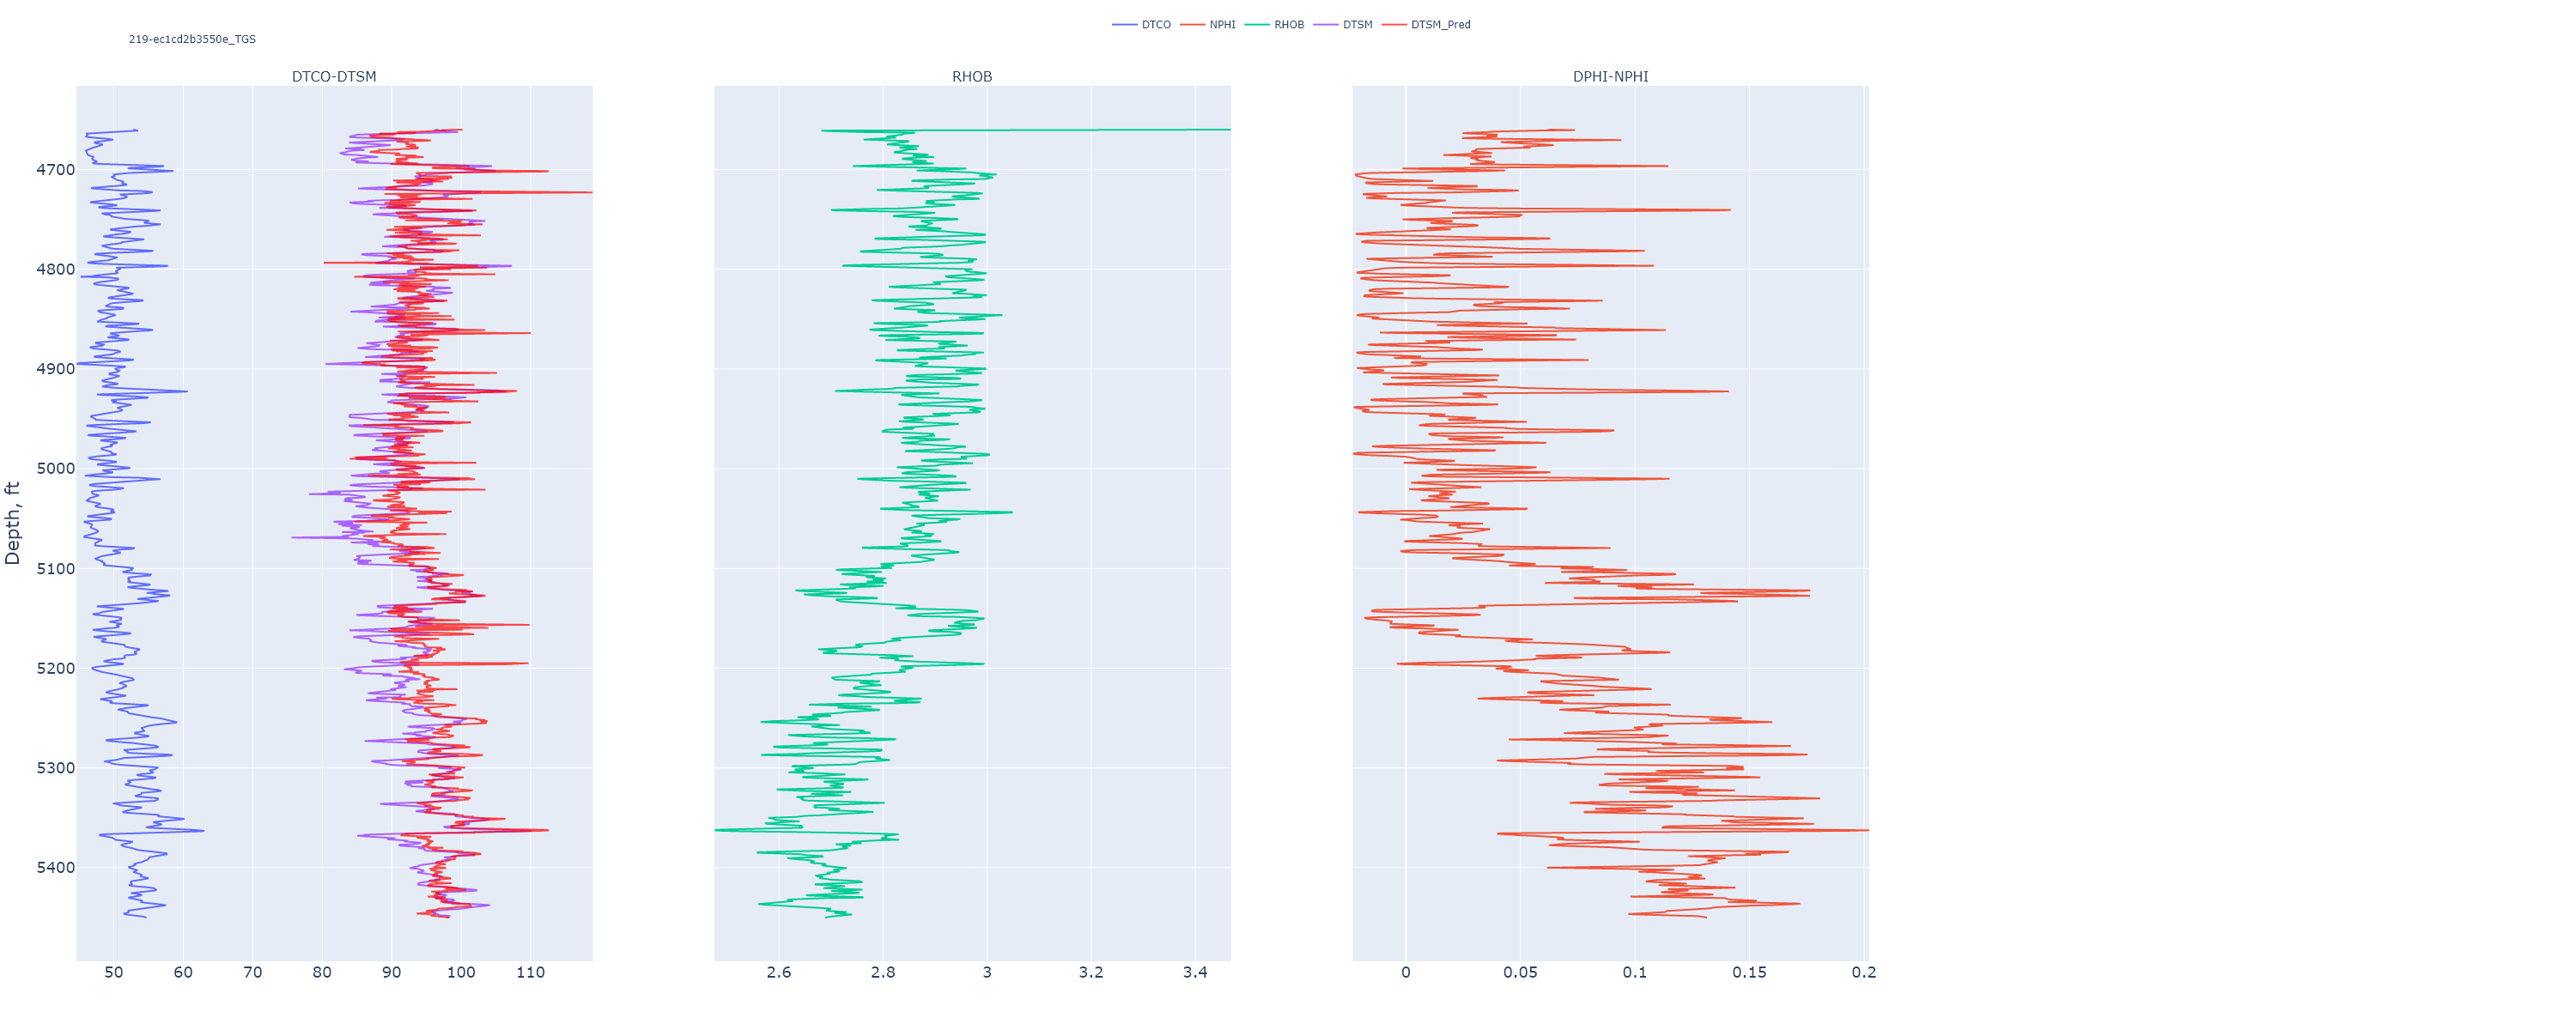 DTCO NPHI RHOB DTSM DTSM_Pred
219-ec1cd2b3550e_TGS
DTCO-DTSM RHOB DPHI-NPHI
Depth, ft
4700
4800
4900
5000
5100
5200
5300
5400
50 60 70 80 90 100 110
2.6 2.8 3 3.2 3.4
0 0.05 0.1 0.15 0.2